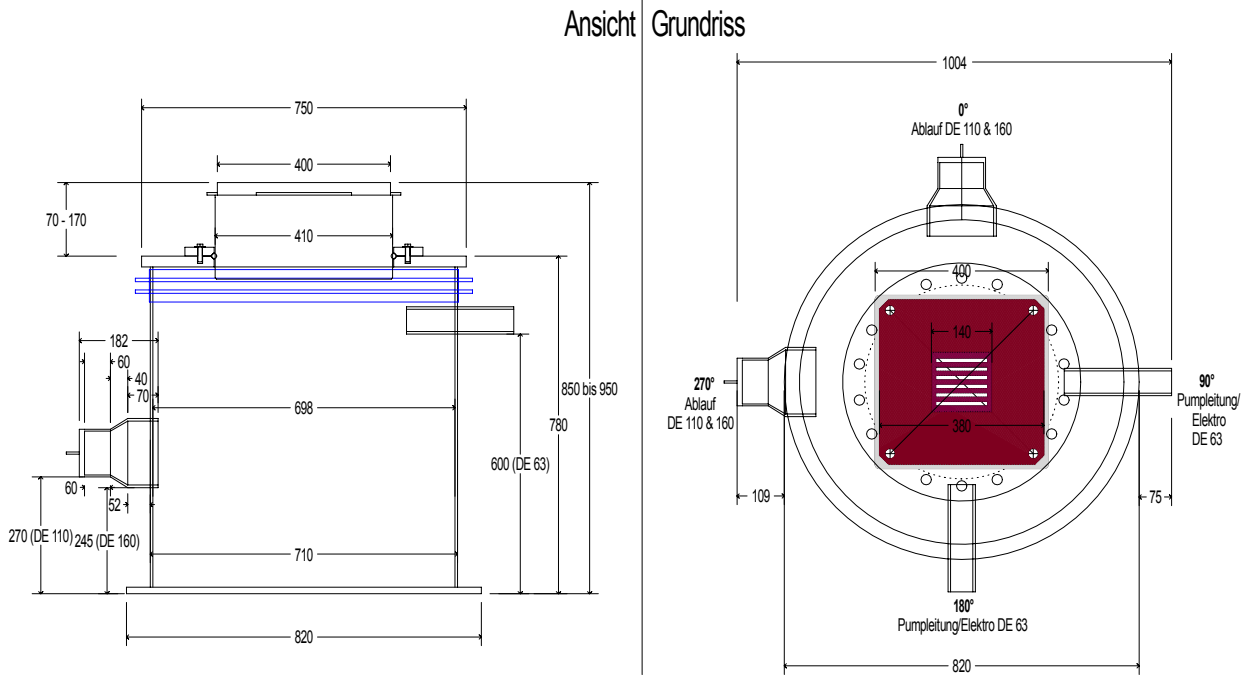 Ansicht Grundriss
750
400
70 - 170
410
182
60
40
70
698
850 bis 950
780
600 (DE 63)
60
52
270 (DE 110)
245 (DE 160)
710
820
1004
0°
Ablauf DE 110 & 160
400
140
270°
Ablauf
DE 110 & 160
90°
Pumpleitung/
Elektro
DE 63
380
109
75
180°
Pumpleitung/Elektro DE 63
820